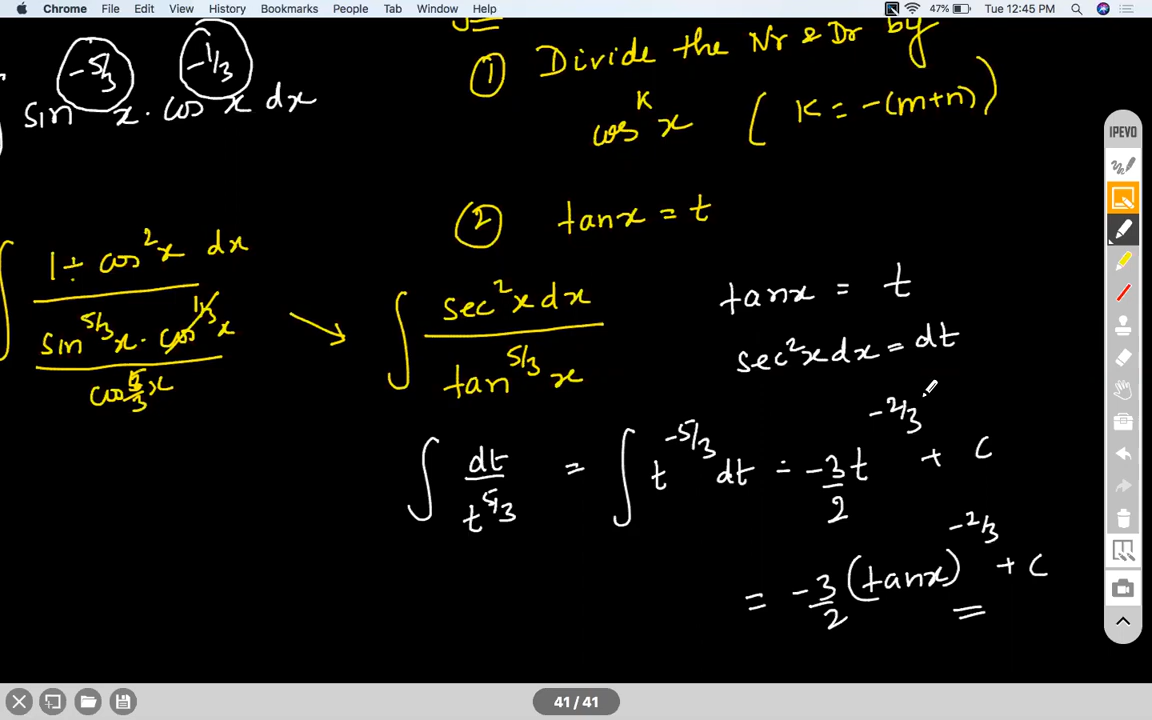 Chrome File Edit View History Bookmarks People Tab Window Help 47% Tue 12:45 PM
sin^(-5/3) x · cos^(-1/3) x dx
① Divide the Nr & Dr by
cos^K x (K = -(m+n))
② tanx = t
∫ 1 ÷ cos²x dx
sin^(5/3) x · cos^(1/3) x
cos^(5/3) x
∫ sec²x dx
tan^(5/3) x
tanx = t
sec²x dx = dt
∫ dt/t^(5/3) = ∫ t^(-5/3) dt = -3/2 t^(-2/3) + c
= -3/2 (tanx)^(-2/3) + c
IPEVO
41 / 41